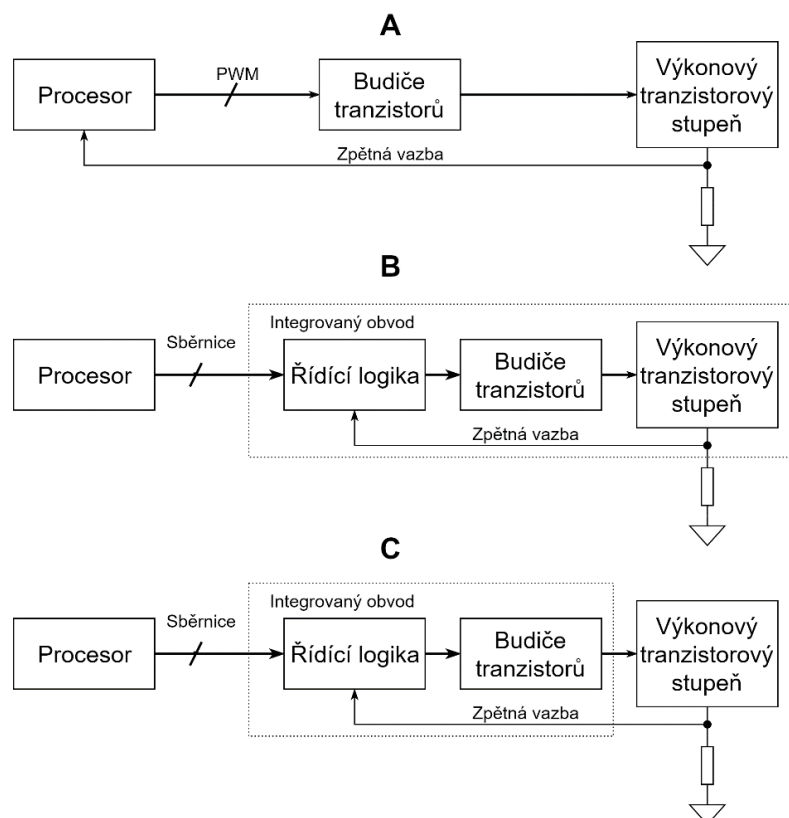 A
Procesor
PWM
Budiče
tranzistorů
Výkonový
tranzistorový
stupeň
Zpětná vazba
B
Procesor
Sběrnice
Integrovaný obvod
Řídící logika
Budiče
tranzistorů
Výkonový
tranzistorový
stupeň
Zpětná vazba
C
Procesor
Sběrnice
Integrovaný obvod
Řídící logika
Budiče
tranzistorů
Výkonový
tranzistorový
stupeň
Zpětná vazba